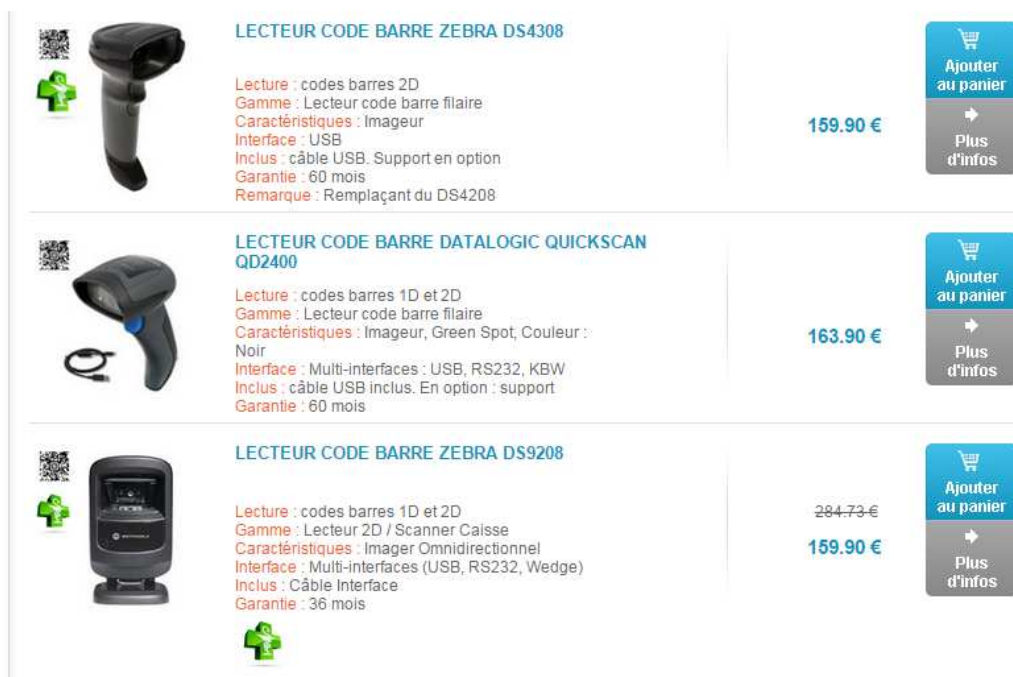 LECTEUR CODE BARRE ZEBRA DS4308
Lecture : codes barres 2D
Gamme : Lecteur code barre filaire
Caractéristiques : Imageur
Interface : USB
Inclus : câble USB. Support en option
Garantie : 60 mois
Remarque : Remplaçant du DS4208
159.90 €
Ajouter
au panier
Plus
d'infos
LECTEUR CODE BARRE DATALOGIC QUICKSCAN
QD2400
Lecture : codes barres 1D et 2D
Gamme : Lecteur code barre filaire
Caractéristiques : Imageur, Green Spot, Couleur :
Noir
Interface : Multi-interfaces : USB, RS232, KBW
Inclus : câble USB inclus. En option : support
Garantie : 60 mois
163.90 €
Ajouter
au panier
Plus
d'infos
LECTEUR CODE BARRE ZEBRA DS9208
Lecture : codes barres 1D et 2D
Gamme : Lecteur 2D / Scanner Caisse
Caractéristiques : Imager Omnidirectionnel
Interface : Multi-interfaces (USB, RS232, Wedge)
Inclus : Câble Interface
Garantie : 36 mois
284.73 €
159.90 €
Ajouter
au panier
Plus
d'infos